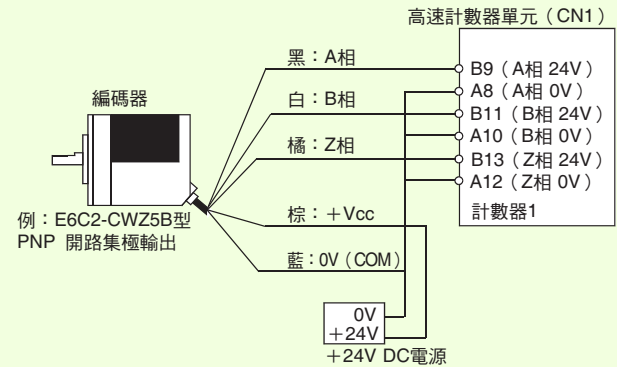 高速計數器單元（CN1）
黑：A相
B9（A相 24V）
編碼器
A8（A相 0V）
白：B相
B11（B相 24V）
A10（B相 0V）
橘：Z相
B13（Z相 24V）
A12（Z相 0V）
棕：＋Vcc
計數器1
例：E6C2-CWZ5B型
PNP 開路集極輸出
藍：0V（COM）
0V
＋24V
＋24V DC電源